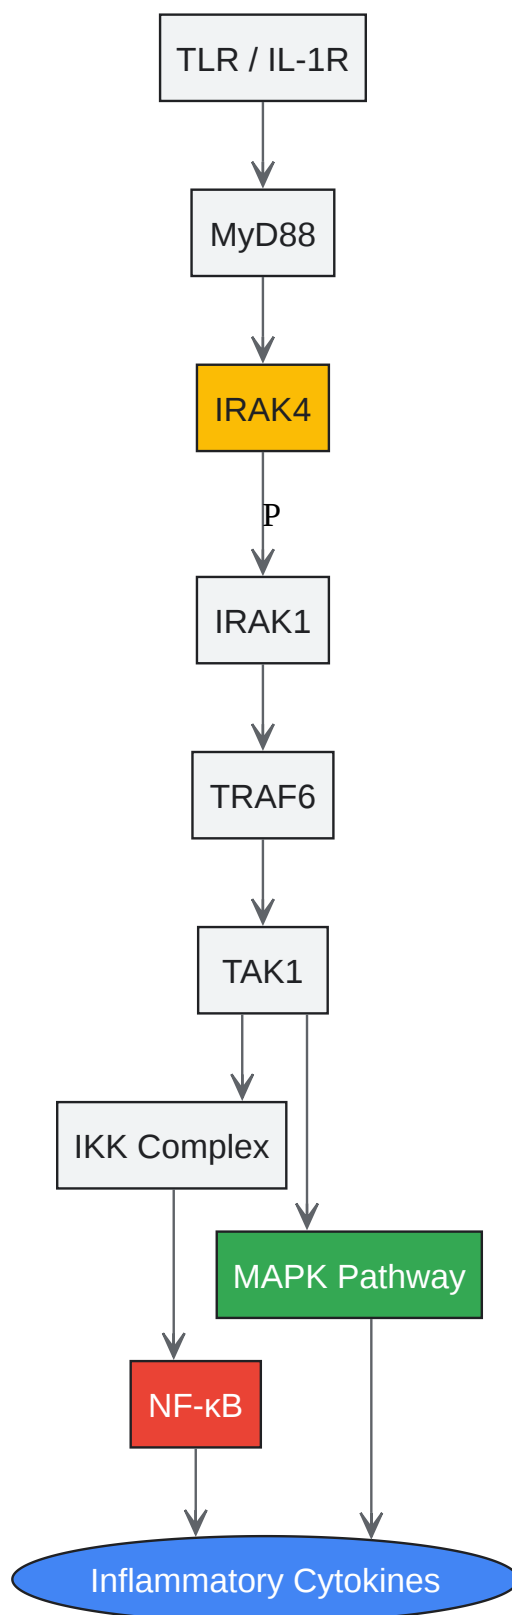 TLR / IL-1R
MyD88
IRAK4
P
IRAK1
TRAF6
TAK1
IKK Complex
MAPK Pathway
NF-κB
Inflammatory Cytokines